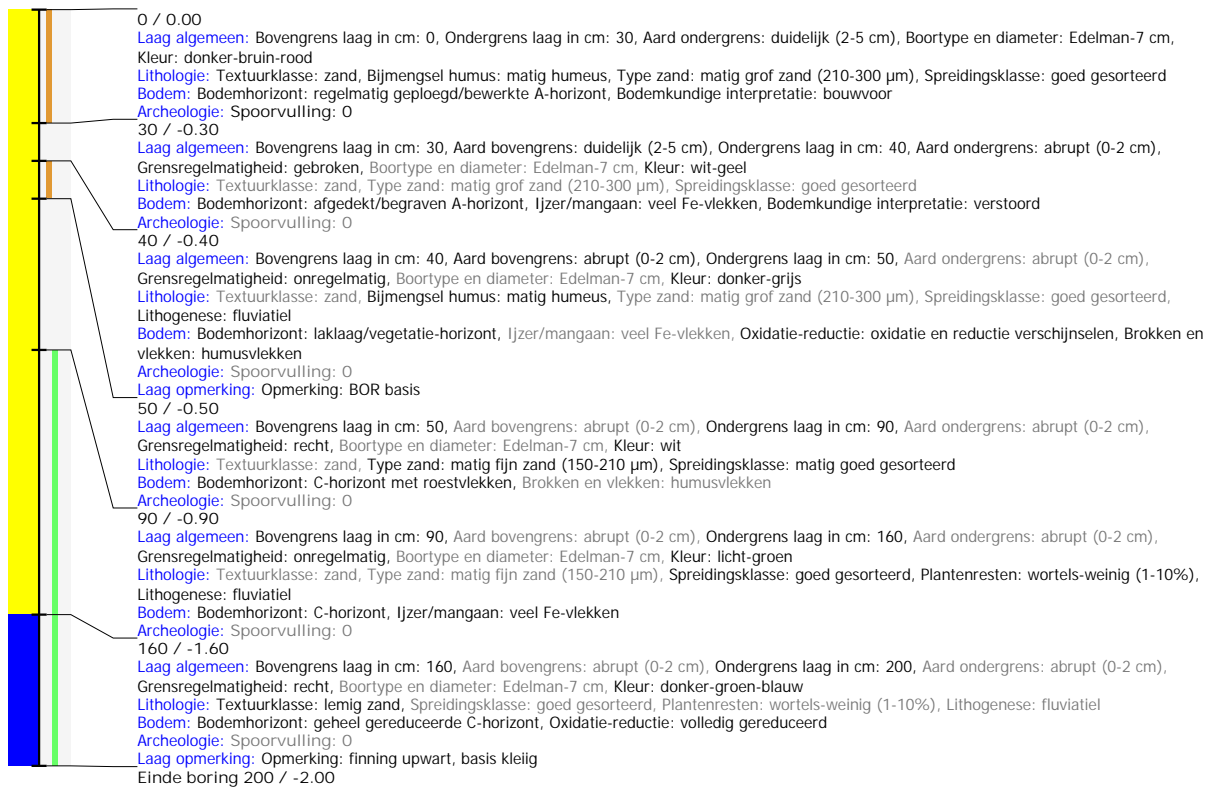 0 / 0.00
Laag algemeen: Bovengrens laag in cm: 0, Ondergrens laag in cm: 30, Aard ondergrens: duidelijk (2-5 cm), Boortype en diameter: Edelman-7 cm,
Kleur: donker-bruin-rood
Lithologie: Textuurklasse: zand, Bijmengsel humus: matig humeus, Type zand: matig grof zand (210-300 µm), Spreidingsklasse: goed gesorteerd
Bodem: Bodemhorizont: regelmatig geploegd/bewerkte A-horizont, Bodemkundige interpretatie: bouwvoor
Archeologie: Spoorvulling: 0
30 / -0.30
Laag algemeen: Bovengrens laag in cm: 30, Aard bovengrens: duidelijk (2-5 cm), Ondergrens laag in cm: 40, Aard ondergrens: abrupt (0-2 cm),
Grensregelmatigheid: gebroken, Boortype en diameter: Edelman-7 cm, Kleur: wit-geel
Lithologie: Textuurklasse: zand, Type zand: matig grof zand (210-300 µm), Spreidingsklasse: goed gesorteerd
Bodem: Bodemhorizont: afgedekt/begraven A-horizont, Ijzer/mangaan: veel Fe-vlekken, Bodemkundige interpretatie: verstoord
Archeologie: Spoorvulling: 0
40 / -0.40
Laag algemeen: Bovengrens laag in cm: 40, Aard bovengrens: abrupt (0-2 cm), Ondergrens laag in cm: 50, Aard ondergrens: abrupt (0-2 cm),
Grensregelmatigheid: onregelmatig, Boortype en diameter: Edelman-7 cm, Kleur: donker-grijs
Lithologie: Textuurklasse: zand, Bijmengsel humus: matig humeus, Type zand: matig grof zand (210-300 µm), Spreidingsklasse: goed gesorteerd,
Lithogenese: fluviatiel
Bodem: Bodemhorizont: laklaag/vegetatie-horizont, Ijzer/mangaan: veel Fe-vlekken, Oxidatie-reductie: oxidatie en reductie verschijnselen, Brokken en
vlekken: humusvlekken
Archeologie: Spoorvulling: 0
Laag opmerking: Opmerking: BOR basis
50 / -0.50
Laag algemeen: Bovengrens laag in cm: 50, Aard bovengrens: abrupt (0-2 cm), Ondergrens laag in cm: 90, Aard ondergrens: abrupt (0-2 cm),
Grensregelmatigheid: recht, Boortype en diameter: Edelman-7 cm, Kleur: wit
Lithologie: Textuurklasse: zand, Type zand: matig fijn zand (150-210 µm), Spreidingsklasse: matig goed gesorteerd
Bodem: Bodemhorizont: C-horizont met roestvlekken, Brokken en vlekken: humusvlekken
Archeologie: Spoorvulling: 0
90 / -0.90
Laag algemeen: Bovengrens laag in cm: 90, Aard bovengrens: abrupt (0-2 cm), Ondergrens laag in cm: 160, Aard ondergrens: abrupt (0-2 cm),
Grensregelmatigheid: onregelmatig, Boortype en diameter: Edelman-7 cm, Kleur: licht-groen
Lithologie: Textuurklasse: zand, Type zand: matig fijn zand (150-210 µm), Spreidingsklasse: goed gesorteerd, Plantenresten: wortels-weinig (1-10%),
Lithogenese: fluviatiel
Bodem: Bodemhorizont: C-horizont, Ijzer/mangaan: veel Fe-vlekken
Archeologie: Spoorvulling: 0
160 / -1.60
Laag algemeen: Bovengrens laag in cm: 160, Aard bovengrens: abrupt (0-2 cm), Ondergrens laag in cm: 200, Aard ondergrens: abrupt (0-2 cm),
Grensregelmatigheid: recht, Boortype en diameter: Edelman-7 cm, Kleur: donker-groen-blauw
Lithologie: Textuurklasse: lemig zand, Spreidingsklasse: goed gesorteerd, Plantenresten: wortels-weinig (1-10%), Lithogenese: fluviatiel
Bodem: Bodemhorizont: geheel gereduceerde C-horizont, Oxidatie-reductie: volledig gereduceerd
Archeologie: Spoorvulling: 0
Laag opmerking: Opmerking: finning upwart, basis kleiig
Einde boring 200 / -2.00